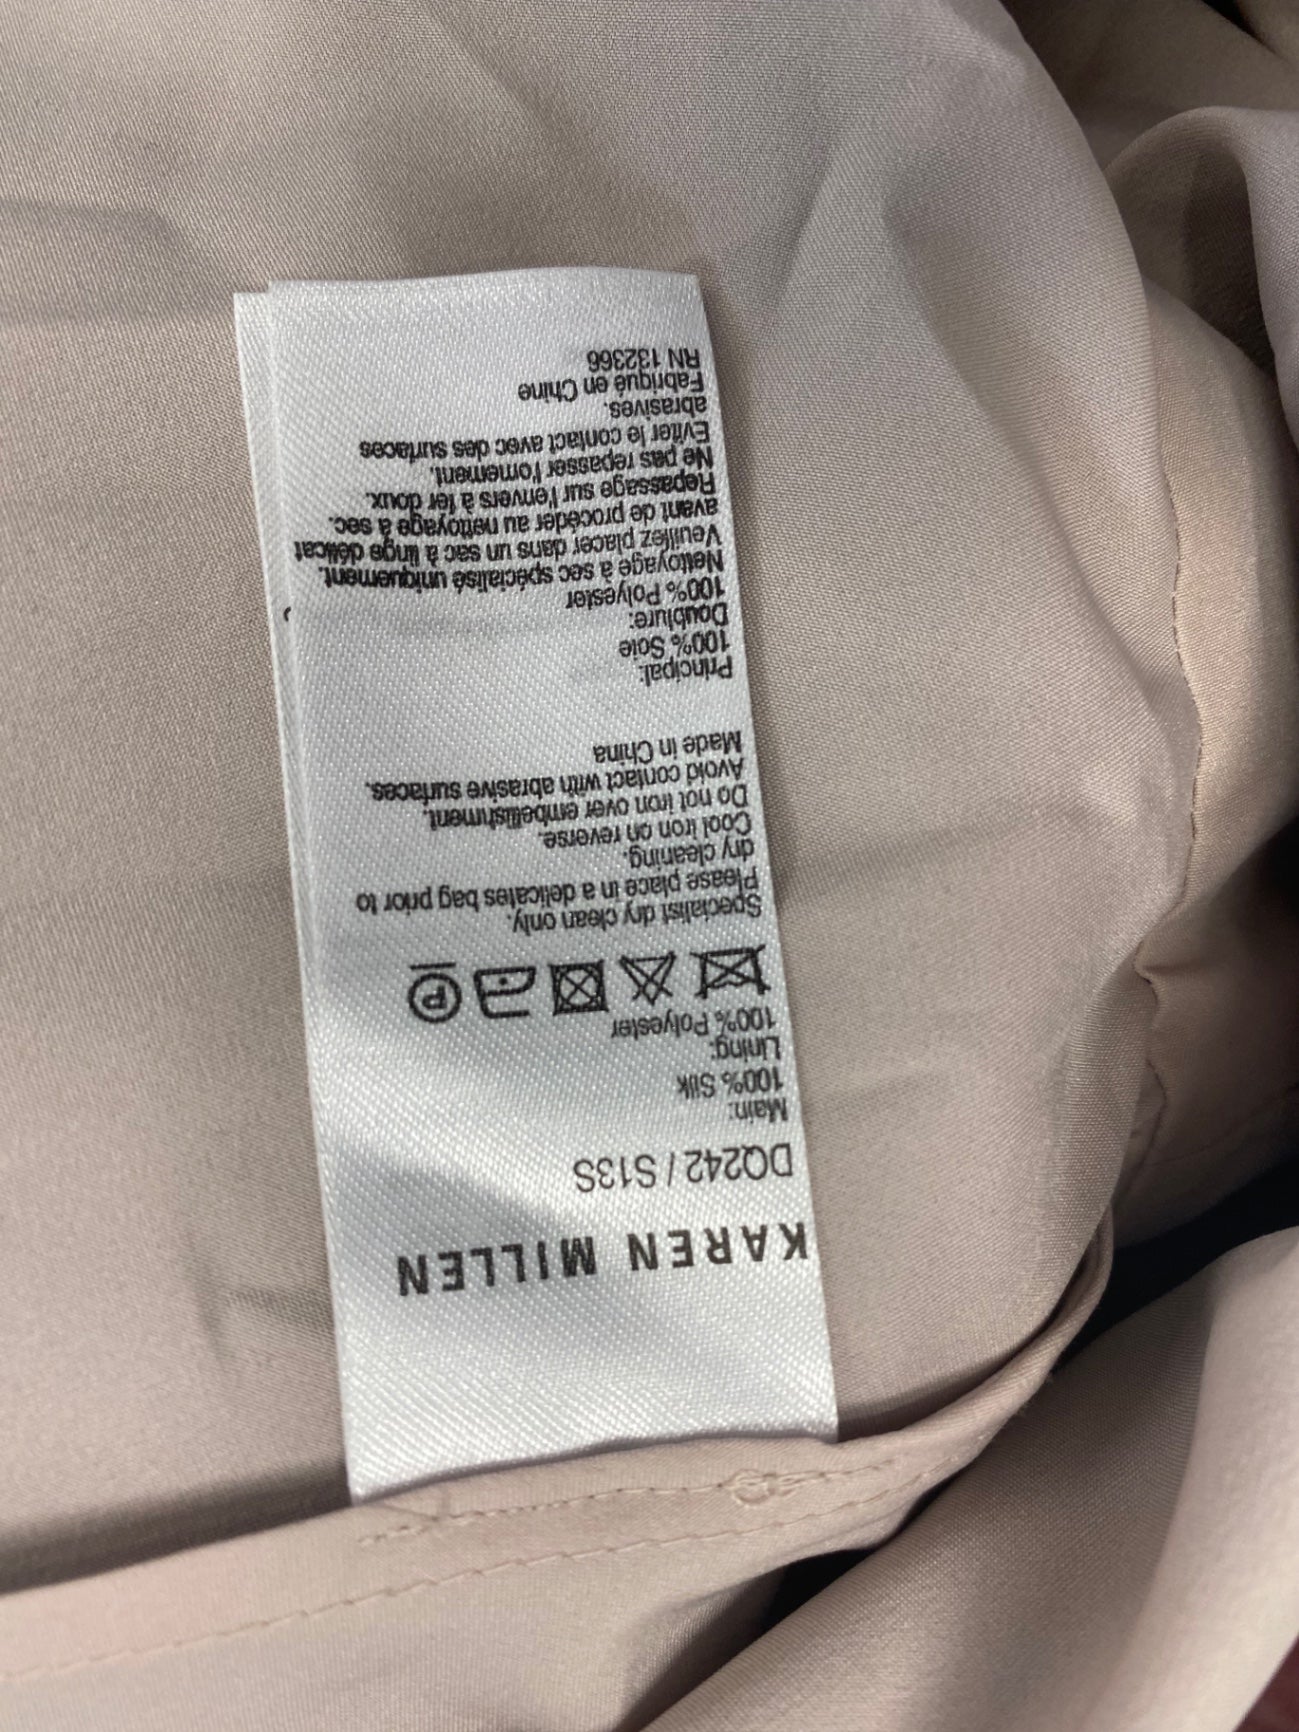 KAREN MILLEN
DQ242 / S13S
Main:
100% Silk
Lining:
100% Polyester
P
Specialist dry clean only.
Please place in a delicates bag prior to
dry cleaning.
Cool iron on reverse.
Do not iron over embellishment.
Avoid contact with abrasive surfaces.
Made in China
Principal:
100% Soie
Doublure:
100% Polyester
Nettoyage à sec spécialisé uniquement.
Veuillez placer dans un sac à linge délicat
avant de procéder au nettoyage à sec.
Repassage sur l'envers à fer doux.
Ne pas repasser l'ornement.
Eviter le contact avec des surfaces
abrasives.
Fabriqué en Chine
RN 132366